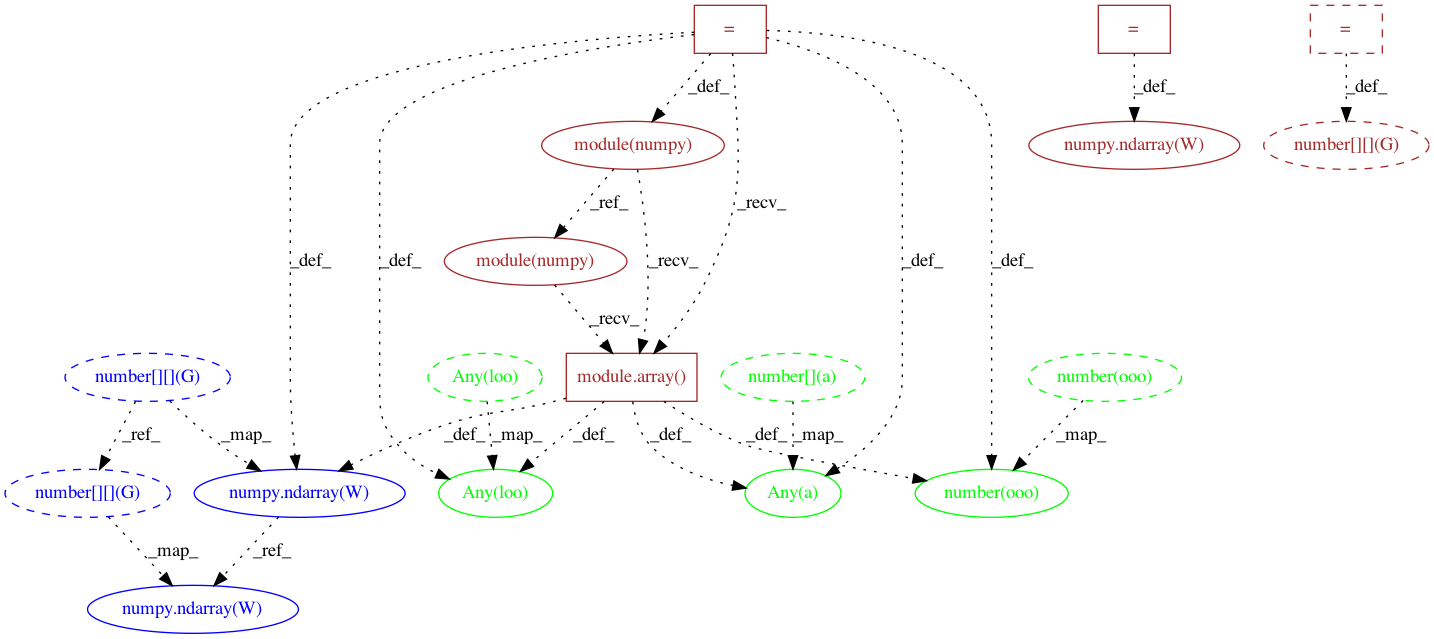 =
=
=
_def_
_def_
_def_
module(numpy)
numpy.ndarray(W)
number[][](G)
_ref_
_recv_
_def_
_def_
module(numpy)
_recv_
_def_
_def_
_recv_
number[][](G)
Any(loo)
module.array()
number[](a)
number(ooo)
_ref_
_map_
_def_
_map_
_def_
_def_
_def_
_map_
_map_
number[][](G)
numpy.ndarray(W)
Any(loo)
Any(a)
number(ooo)
_map_
_ref_
numpy.ndarray(W)